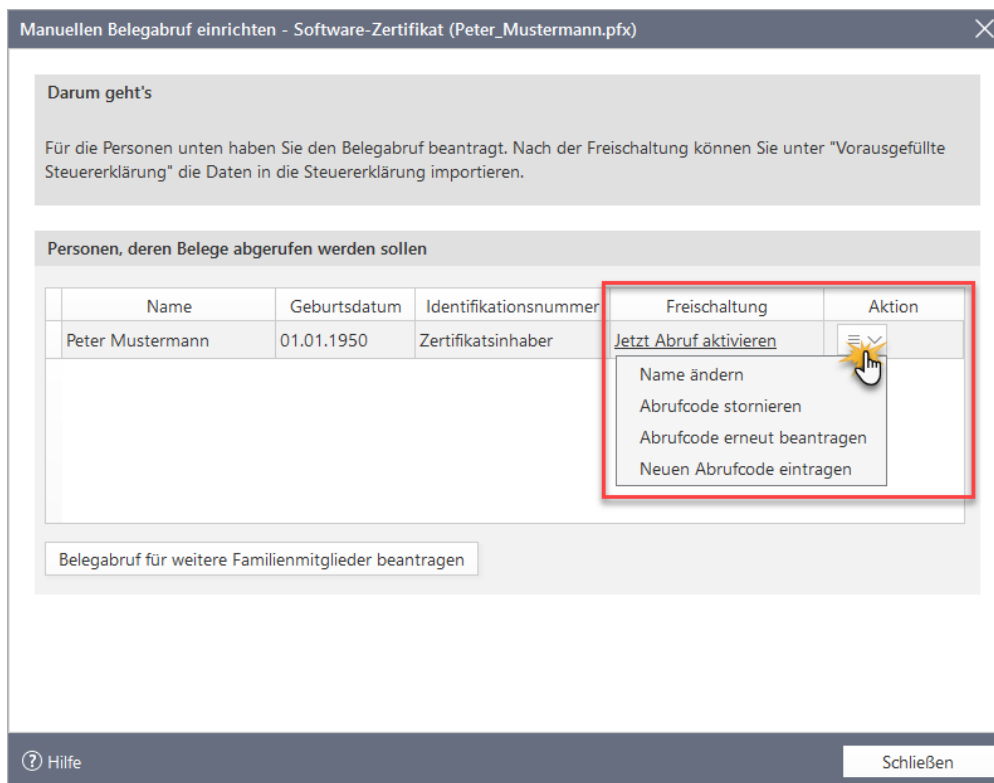 Manuellen Belegabruf einrichten - Software-Zertifikat (Peter_Mustermann.pfx)
Darum geht's
Für die Personen unten haben Sie den Belegabruf beantragt. Nach der Freischaltung können Sie unter "Vorausgefüllte
Steuererklärung" die Daten in die Steuererklärung importieren.
Personen, deren Belege abgerufen werden sollen
Name Geburtsdatum Identifikationsnummer Freischaltung Aktion
Peter Mustermann 01.01.1950 Zertifikatsinhaber Jetzt Abruf aktivieren
Name ändern
Abrufcode stornieren
Abrufcode erneut beantragen
Neuen Abrufcode eintragen
Belegabruf für weitere Familienmitglieder beantragen
? Hilfe Schließen